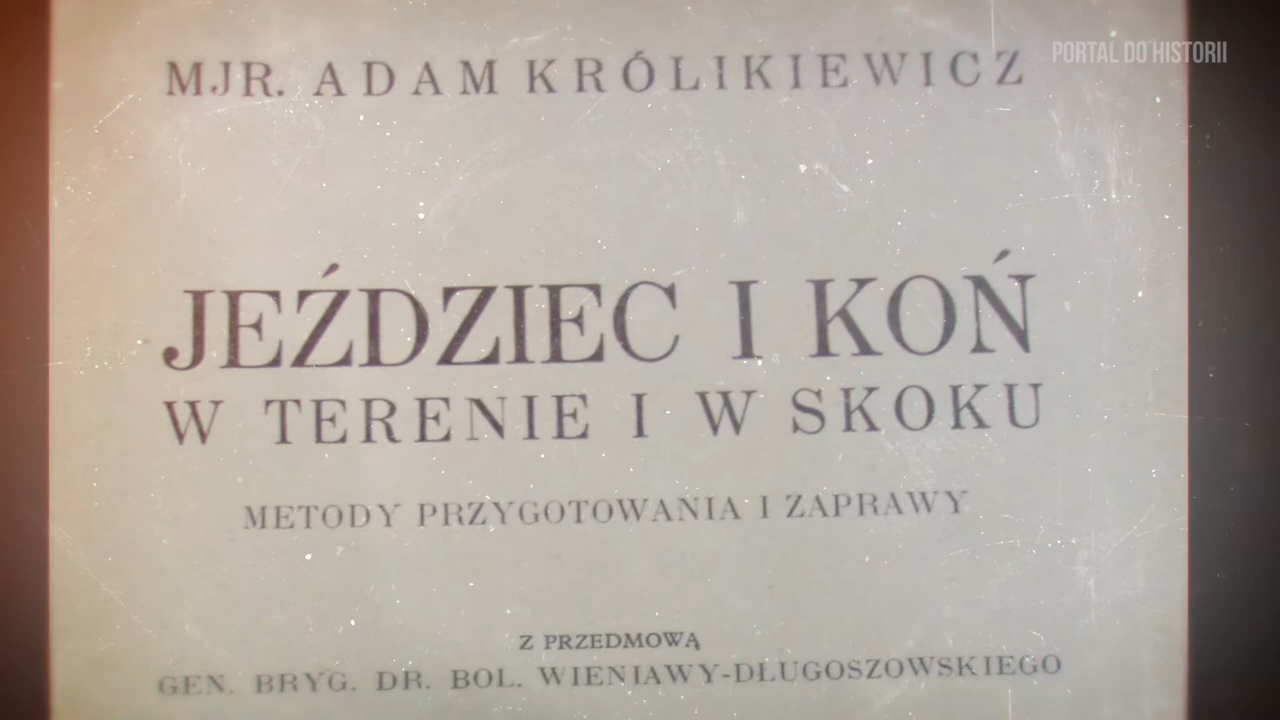 PORTAL DO HISTORII
MJR. ADAM KRÓLIKIEWICZ
JEŹDZIEC I KOŃ
W TERENIE I W SKOKU
METODY PRZYGOTOWANIA I ZAPRAWY
Z PRZEDMOWĄ
GEN. BRYG. DR. BOL. WIENIAWY-DŁUGOSZOWSKIEGO